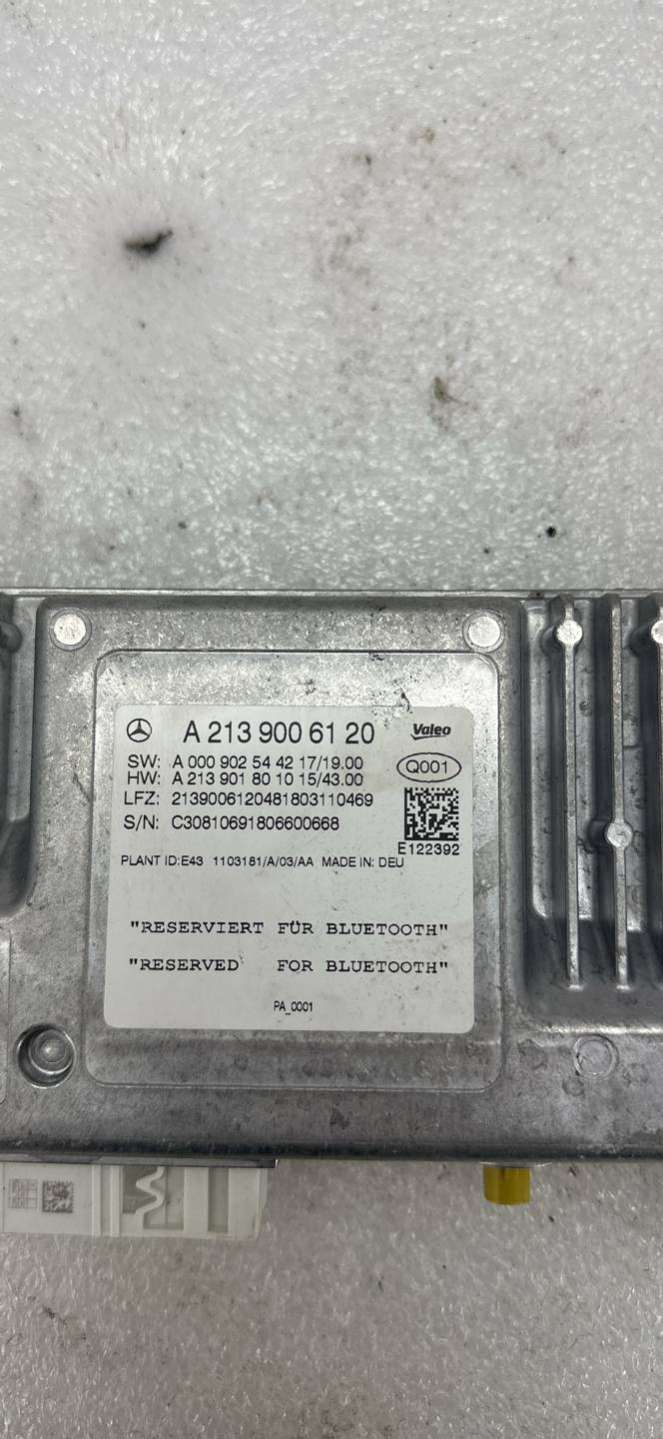 A 213 900 61 20 Valeo
SW: A 000 902 54 42 17/19.00
HW: A 213 901 80 10 15/43.00
Q001
LFZ: 2139006120481803110469
S/N: C30810691806600668
E122392
PLANT ID:E43 1103181/A/03/AA MADE IN: DEU
"RESERVIERT FÜR BLUETOOTH"
"RESERVED FOR BLUETOOTH"
PA_0001